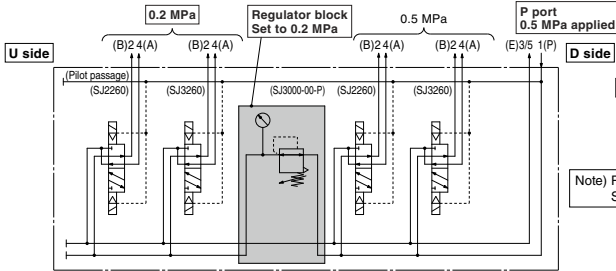 0.2 MPa
Regulator block
Set to 0.2 MPa
0.5 MPa
P port
0.5 MPa applied
U side
(B)2 4(A)
(B)2 4(A)
(B)2 4(A)
(B)2 4(A)
(E)3/5 1(P)
D side
(Pilot passage)
(SJ2260)
(SJ3260)
(SJ3000-00-P)
(SJ2260)
(SJ3260)
Note)